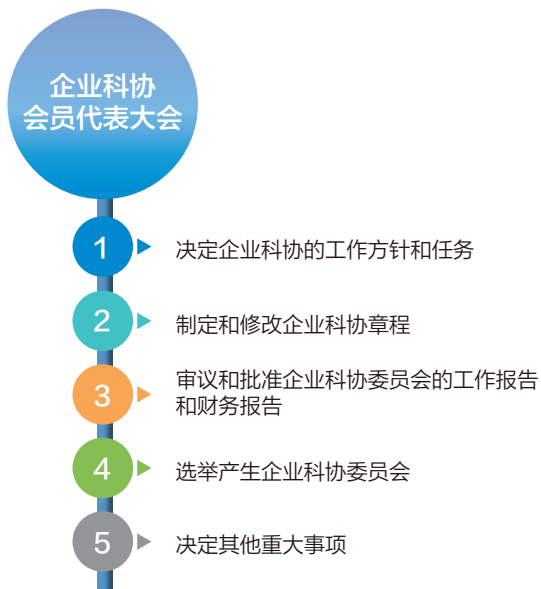 企业科协
会员代表大会
1
决定企业科协的工作方针和任务
2
制定和修改企业科协章程
3
审议和批准企业科协委员会的工作报告
和财务报告
4
选举产生企业科协委员会
5
决定其他重大事项